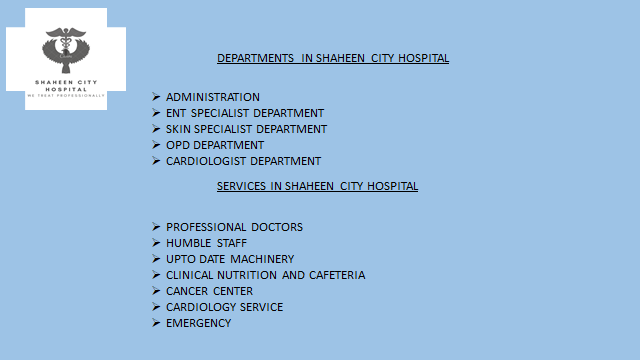 SHAHEEN CITY
HOSPITAL
WE TREAT PROFESSIONALLY
DEPARTMENTS IN SHAHEEN CITY HOSPITAL
ADMINISTRATION
ENT SPECIALIST DEPARTMENT
SKIN SPECIALIST DEPARTMENT
OPD DEPARTMENT
CARDIOLOGIST DEPARTMENT
SERVICES IN SHAHEEN CITY HOSPITAL
PROFESSIONAL DOCTORS
HUMBLE STAFF
UPTO DATE MACHINERY
CLINICAL NUTRITION AND CAFETERIA
CANCER CENTER
CARDIOLOGY SERVICE
EMERGENCY